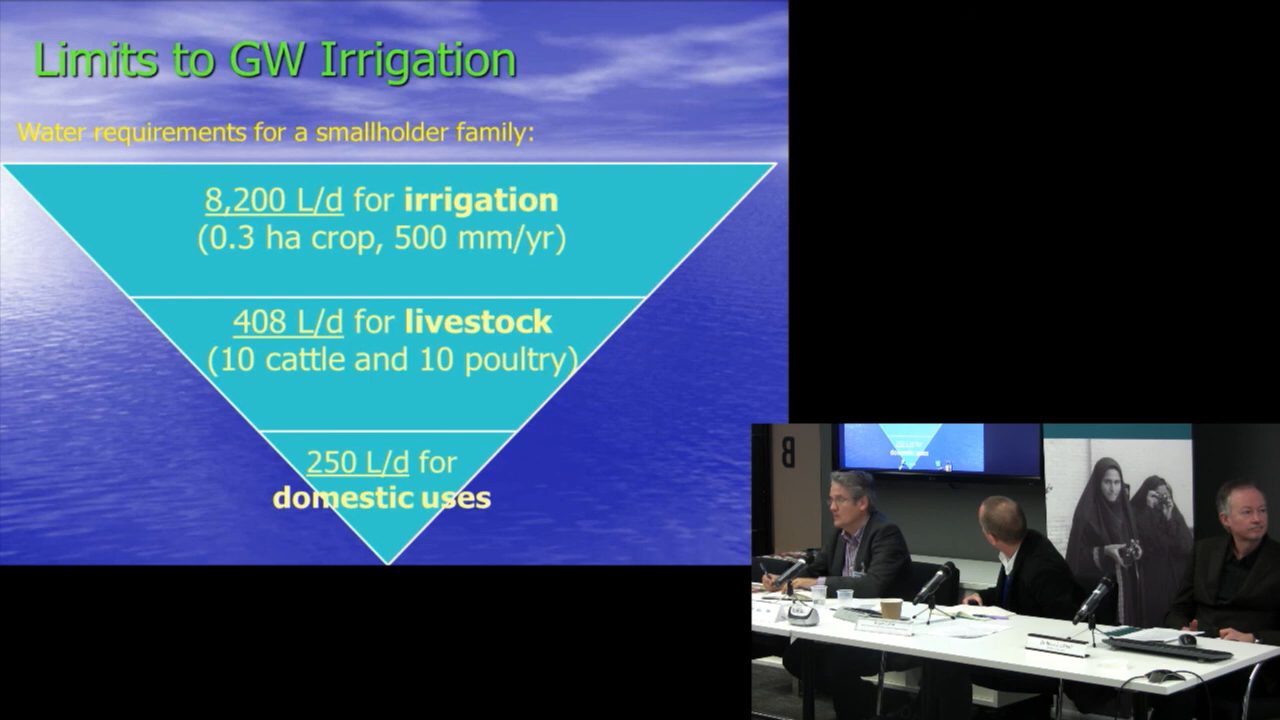 Limits to GW Irrigation
Water requirements for a smallholder family:
8,200 L/d for irrigation
(0.3 ha crop, 500 mm/yr)
408 L/d for livestock
(10 cattle and 10 poultry)
250 L/d for
domestic uses
B